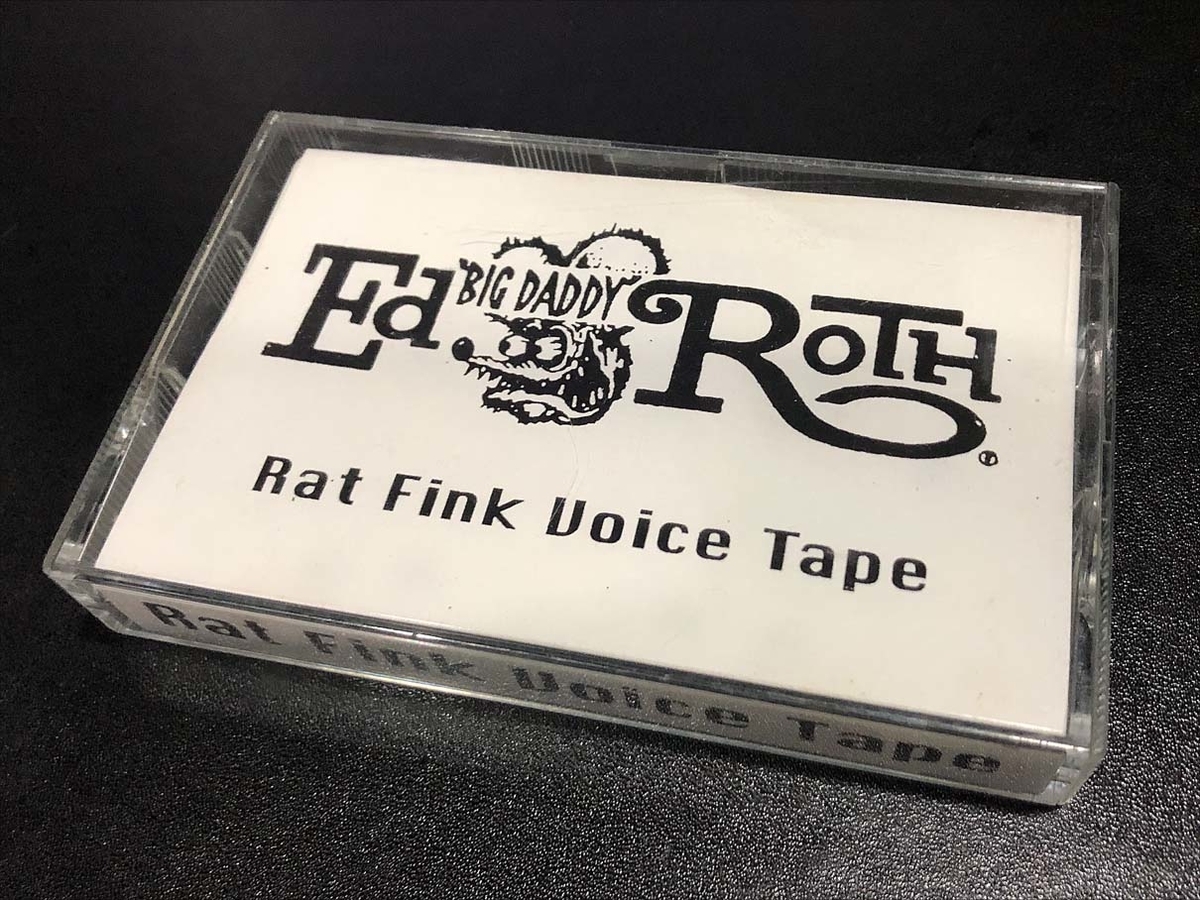 Ed "BIG DADDY" ROTH®
Rat Fink Voice Tape
Rat Fink Voice Tape